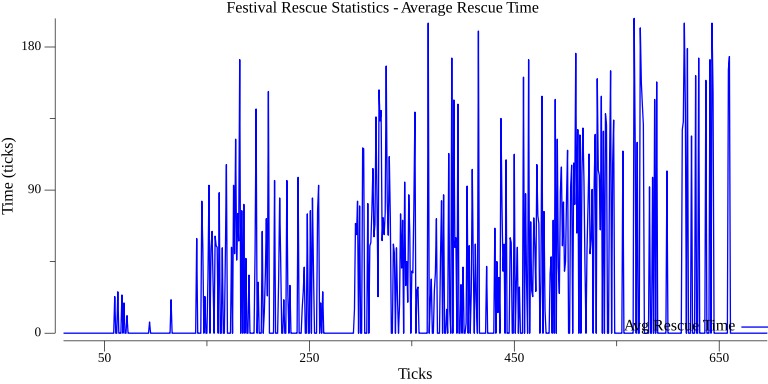 Festival Rescue Statistics - Average Rescue Time
Time (ticks)
180
90
0
Avg Rescue Time
50
250
450
650
Ticks